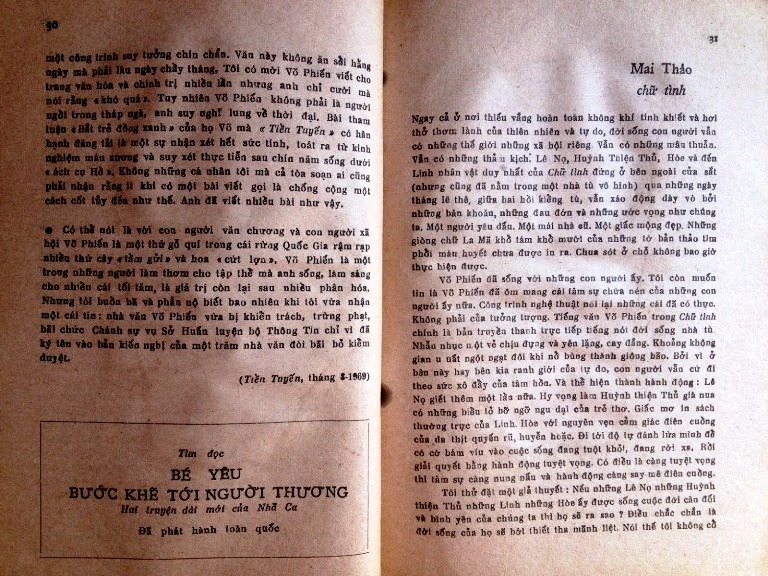 30
một công trình suy tưởng chín chắn. Văn này không ăn sổi hằng
ngày mà phải lâu ngày chầy tháng. Tôi có mời Võ Phiến viết cho
trang văn hóa và chính trị nhiều lần nhưng anh chỉ cười mà
nói rằng «khó quá». Tuy nhiên Võ Phiến không phải là người
ngồi trong tháp ngà, anh suy nghĩ lung về thời đại. Bài tham
luận «Bắt trẻ đồng xanh» của họ Võ mà «Tiền Tuyến» có hân
hạnh đăng tải là một sự nhận xét hết sức tinh, toát ra từ kinh
nghiệm máu xương và suy xét thực tiễn sau chín năm sống dưới
«ách cụ Hồ». Không những cá nhân tôi mà cả tòa soạn ai cũng
phải nhận rằng ít khi có một bài viết gọi là chống cộng một
cách cốt tủy đến như thế. Anh đã viết nhiều bài như vậy.
● Có thể nói là với con người văn chương và con người xã
hội Võ Phiến là một thứ gỗ quí trong cái rừng Quốc Gia rậm rạp
nhiều thứ cây «tầm gửi» và hoa «cứt lợn». Võ Phiến là một
trong những người làm thơm cho tập thể mà anh sống, làm sáng
cho nhiều cái tối tăm, là giá trị còn lại sau nhiều phân hóa.
Nhưng tôi buồn bã và phẫn nộ biết bao nhiêu khi tôi vừa nhận
một cái tin: nhà văn Võ Phiến vừa bị khiển trách, trừng phạt,
bãi chức Chánh sự vụ Sở Huấn luyện bộ Thông Tin chỉ vì đã
ký tên vào bản kiến nghị của một trăm nhà văn đòi bãi bỏ kiểm
duyệt.
(Tiền Tuyến, tháng 3-1969)
Tìm đọc
BÉ YÊU
BƯỚC KHẼ TỚI NGƯỜI THƯƠNG
Hai truyện dài mới của Nhã Ca
Đã phát hành toàn quốc
31
Mai Thảo
chữ tình
Ngay cả ở nơi thiếu vắng hoàn toàn không khí tinh khiết và hơi
thở thơm lành của thiên nhiên và tự do, đời sống con người vẫn
có những thế giới những xã hội riêng. Vẫn có những mâu thuẫn.
Vẫn có những thảm kịch. Lê Nọ, Huỳnh Thiện Thủ, Hòe và đến
Linh nhân vật duy nhất của Chữ tình đứng ở bên ngoài cửa sắt
(nhưng cũng đã nằm trong một nhà tù vô hình) qua những ngày
tháng lê thê, giữa hai hồi kiểng tù, vẫn xáo động dày vò bởi
những băn khoăn, những đau đớn và những ước vọng như chúng
ta. Một người yêu dấu. Một mái nhà cũ. Một giấc mộng đẹp. Những
giòng chữ La Mã khổ tám khổ mười của những tờ bản thảo tim
phổi máu huyết chưa được in ra. Chua sót ở chỗ không bao giờ
thực hiện được.
Võ Phiến đã sống với những con người ấy. Tôi còn muốn
tin là Võ Phiến đã ôm mang cái tâm sự chứa nén của những con
người ấy nữa. Công trình nghệ thuật nói lại những cái đã có thực.
Không phải của tưởng tượng. Tiếng văn Võ Phiến trong Chữ tình
chính là bản truyền thanh trực tiếp tiếng nói đời sống nhà tù.
Nhẫn nhục một vẻ chịu đựng và yên lặng, cay đắng. Khoảng không
gian u uất ngột ngạt đôi khi nổ bùng thành giông bão. Bởi vì ở
bên này hay bên kia ranh giới của tự do, con người vẫn cứ đi
theo sức xô đẩy của tâm hồn. Và thể hiện thành hành động: Lê
Nọ giết thêm một lần nữa. Hy vọng làm Huỳnh Thiện Thủ già nua
có những biểu lộ bỡ ngỡ ngu dại của trẻ thơ. Giấc mơ in sách
thường trực của Linh. Hòe với nguyên vẹn cảm giác điên cuồng
của da thịt quyến rũ, huyễn hoặc. Đi tới độ tự đánh lừa mình để
có cớ bám víu vào cuộc sống đang tuột khỏi, đang rời xa. Rồi
giải quyết bằng hành động tuyệt vọng. Có điều là càng tuyệt vọng
thì tâm sự càng nung nấu và hành động càng say mê điên cuồng.
Tôi thử đặt một giả thuyết: Nếu những Lê Nọ những Huỳnh
thiện Thủ những Linh những Hòe ấy được sống cuộc đời cân đối
và bình yên của chúng ta thì họ sẽ ra sao? Điều chắc chắn là
đời sống của họ sẽ bớt thiết tha mãnh liệt. Nói thế tôi không cố